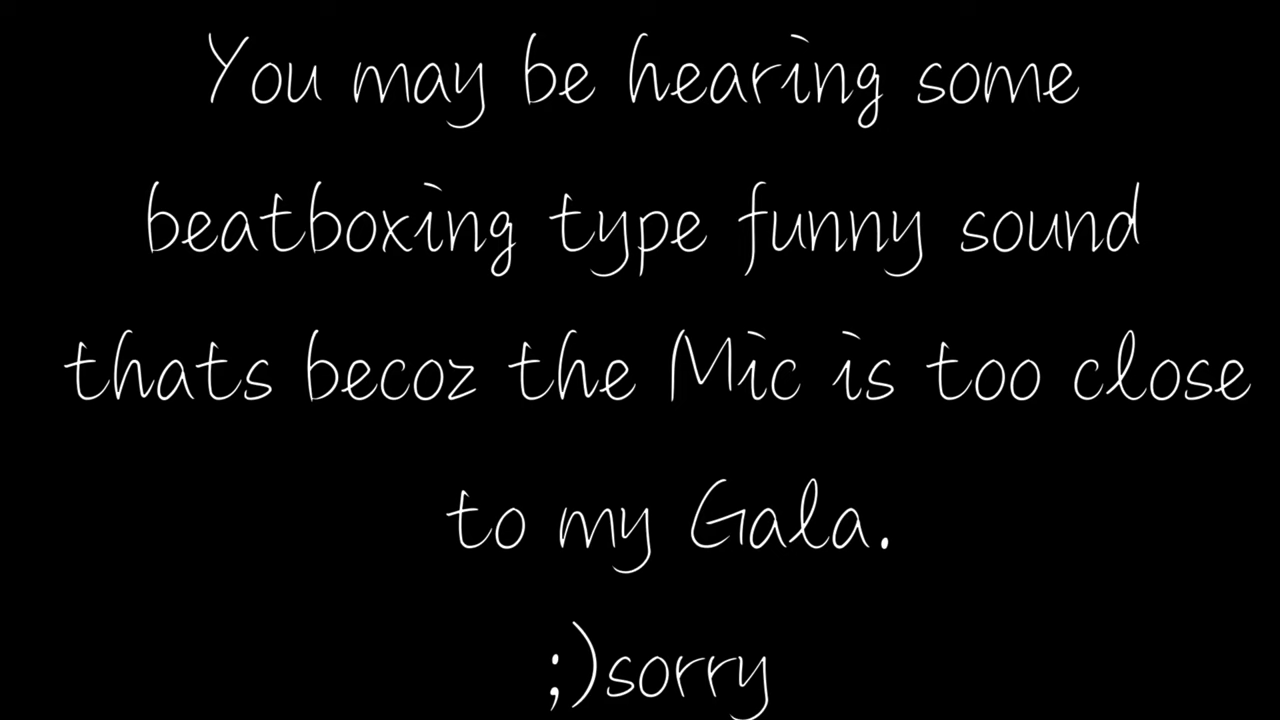 You may be hearing some
beatboxing type funny sound
thats becoz the Mic is too close
to my Gala.
;)sorry